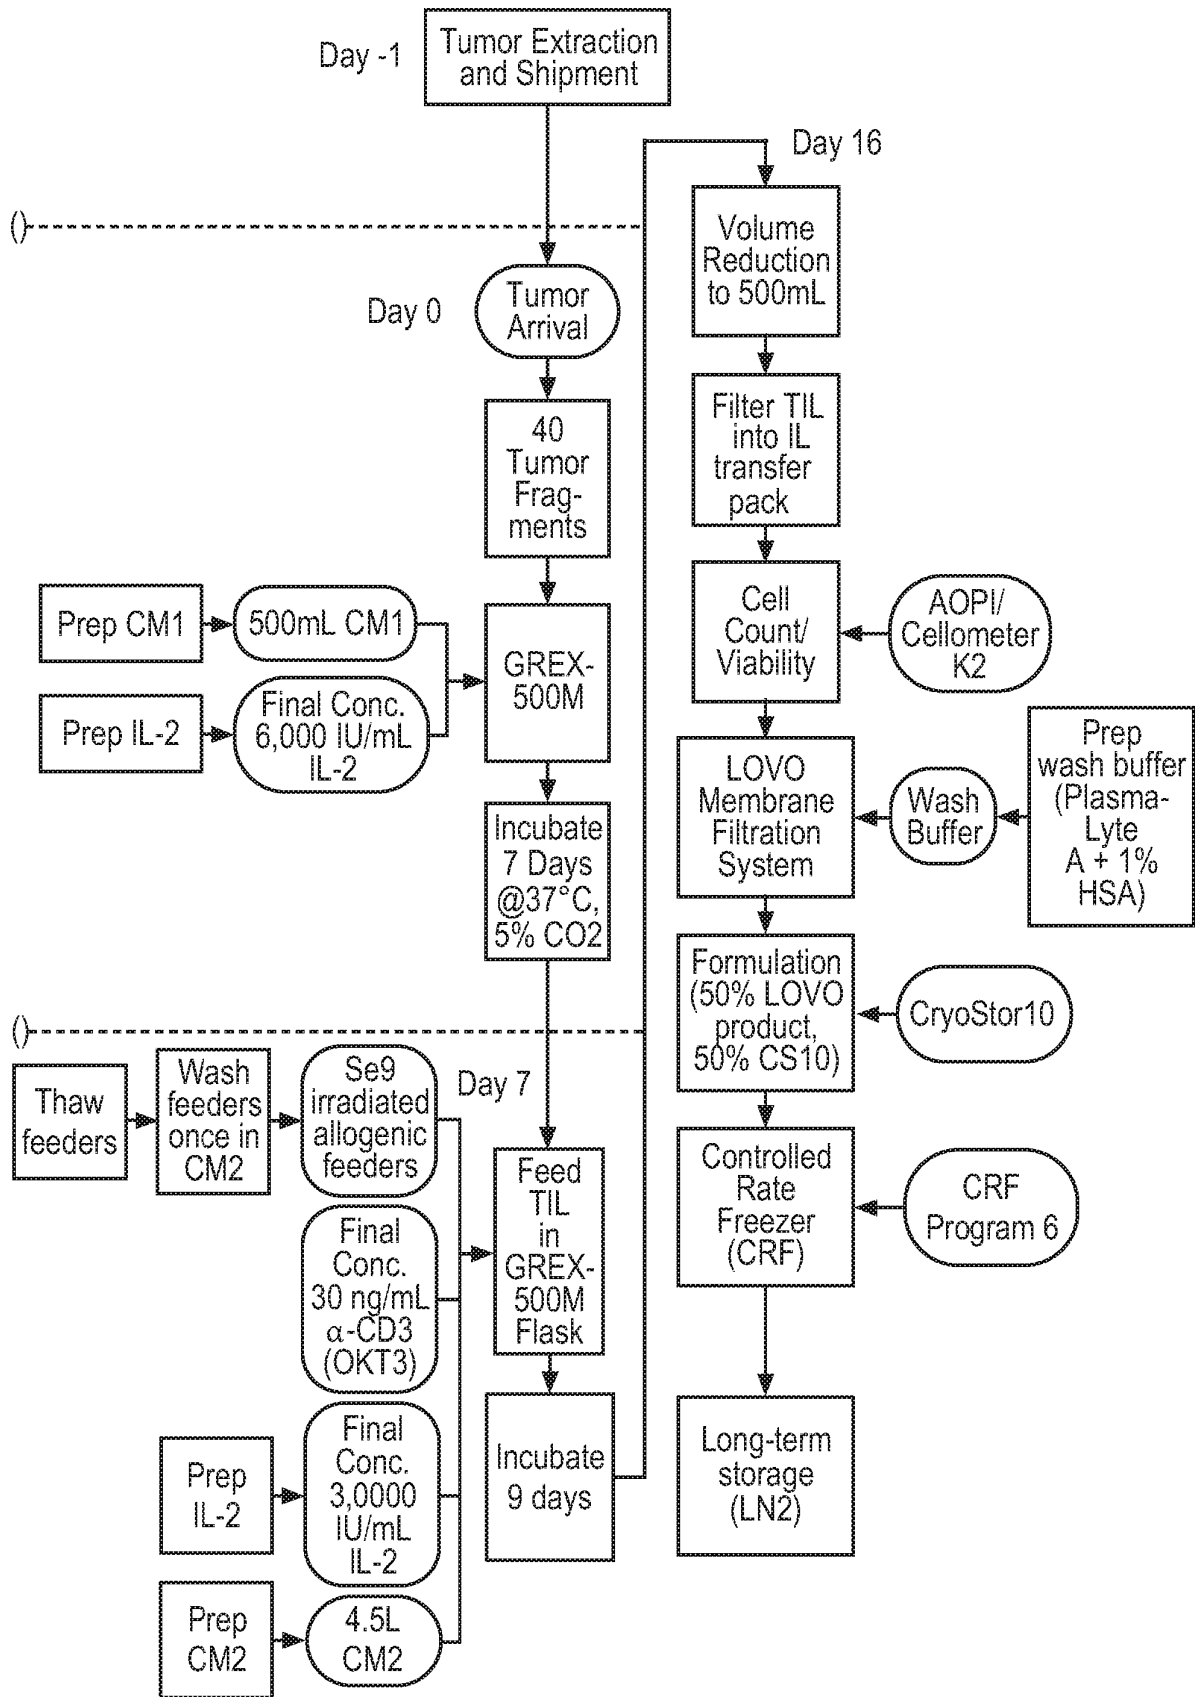 Day -1
Tumor Extraction
and Shipment
()
Day 0
Tumor
Arrival
40
Tumor
Frag-
ments
Prep CM1
500mL CM1
Prep IL-2
Final Conc.
6,000 IU/mL
IL-2
GREX-
500M
Incubate
7 Days
@37°C,
5% CO2
()
Day 7
Thaw
feeders
Wash
feeders
once in
CM2
Se9
irradiated
allogenic
feeders
Final
Conc.
30 ng/mL
α-CD3
(OKT3)
Prep
IL-2
Final
Conc.
3,0000
IU/mL
IL-2
Prep
CM2
4.5L
CM2
Feed
TIL
in
GREX-
500M
Flask
Incubate
9 days
Day 16
Volume
Reduction
to 500mL
Filter TIL
into IL
transfer
pack
Cell
Count/
Viability
AOPI/
Cellometer
K2
LOVO
Membrane
Filtration
System
Wash
Buffer
Prep
wash buffer
(Plasma-
Lyte
A + 1%
HSA)
Formulation
(50% LOVO
product,
50% CS10)
CryoStor10
Controlled
Rate
Freezer
(CRF)
CRF
Program 6
Long-term
storage
(LN2)